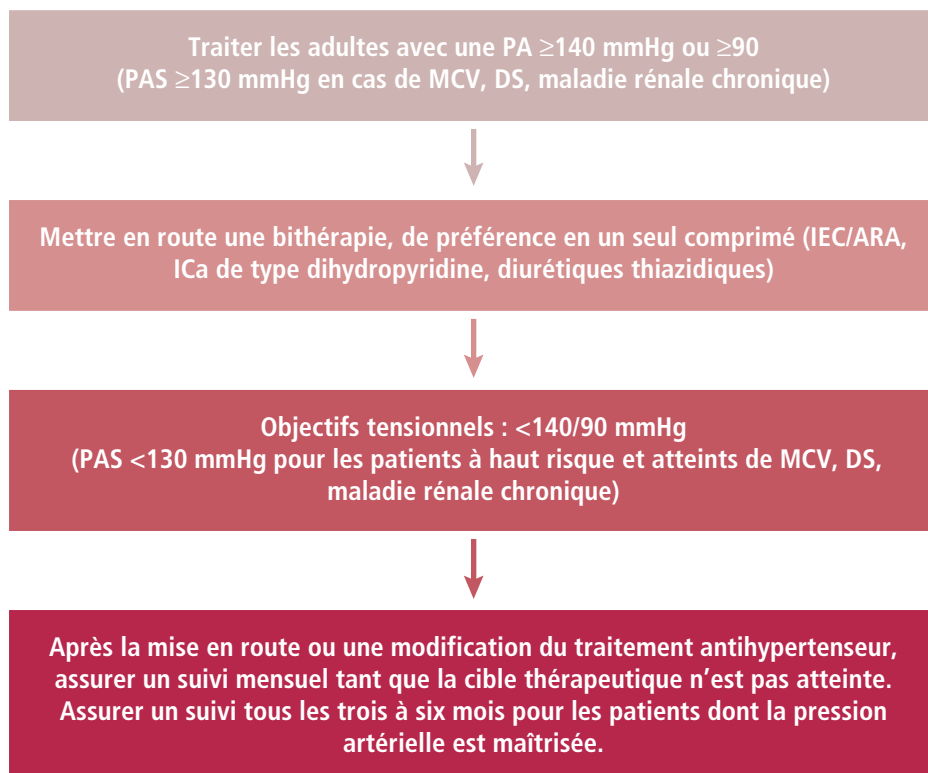 Traiter les adultes avec une PA ≥140 mmHg ou ≥90
(PAS ≥130 mmHg en cas de MCV, DS, maladie rénale chronique)
Mettre en route une bithérapie, de préférence en un seul comprimé (IEC/ARA,
ICa de type dihydropyridine, diurétiques thiazidiques)
Objectifs tensionnels : <140/90 mmHg
(PAS <130 mmHg pour les patients à haut risque et atteints de MCV, DS,
maladie rénale chronique)
Après la mise en route ou une modification du traitement antihypertenseur,
assurer un suivi mensuel tant que la cible thérapeutique n’est pas atteinte.
Assurer un suivi tous les trois à six mois pour les patients dont la pression
artérielle est maîtrisée.